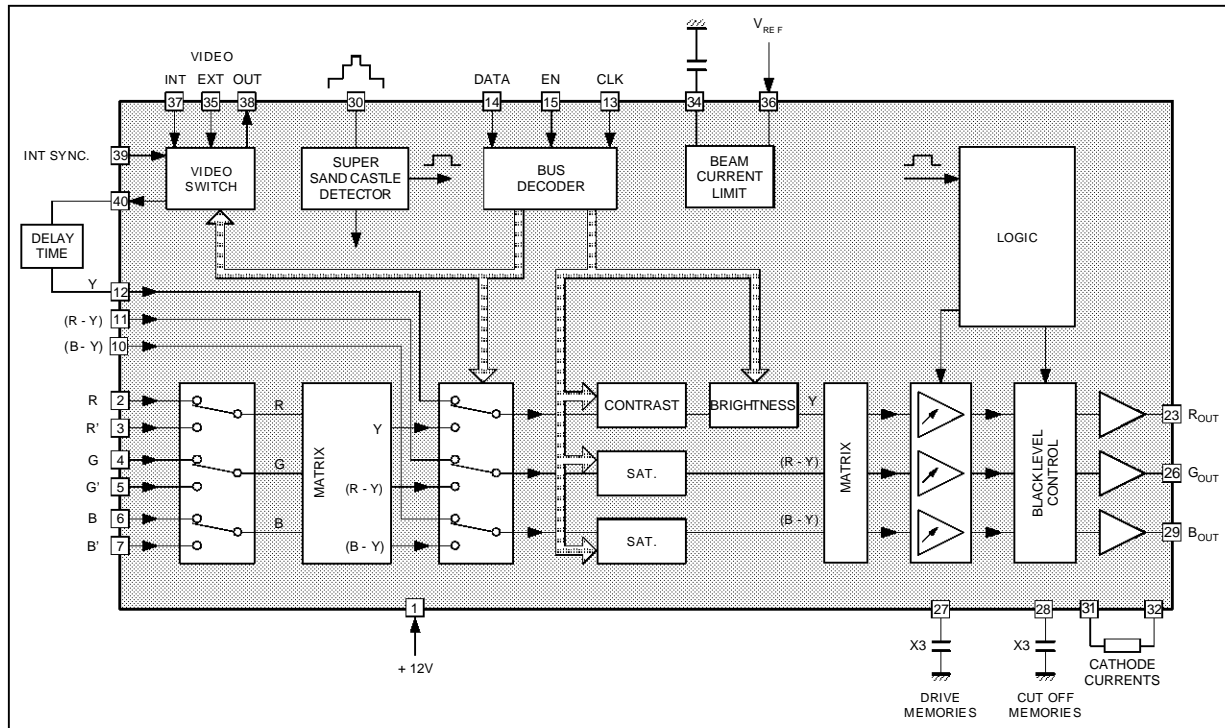 VIDEO
INT EXT OUT
DATA EN CLK
V REF
37 35 38 30 14 15 13 34 36
INT SYNC.
39
VIDEO
SWITCH
SUPER
SAND CASTLE
DETECTOR
BUS
DECODER
BEAM
CURRENT
LIMIT
LOGIC
40
DELAY
TIME
Y 12
(R - Y) 11
(B - Y) 10
R 2
R' 3
G 4
G' 5
B 6
B' 7
R
G
B
MATRIX
Y
(R - Y)
(B - Y)
CONTRAST
BRIGHTNESS
Y
SAT.
(R - Y)
SAT.
(B - Y)
MATRIX
BLACKLEVEL
CONTROL
23 ROUT
26 GOUT
29 BOUT
1
+ 12V
27 28 31 32
X3 X3
CATHODE
CURRENTS
DRIVE
MEMORIES
CUT OFF
MEMORIES